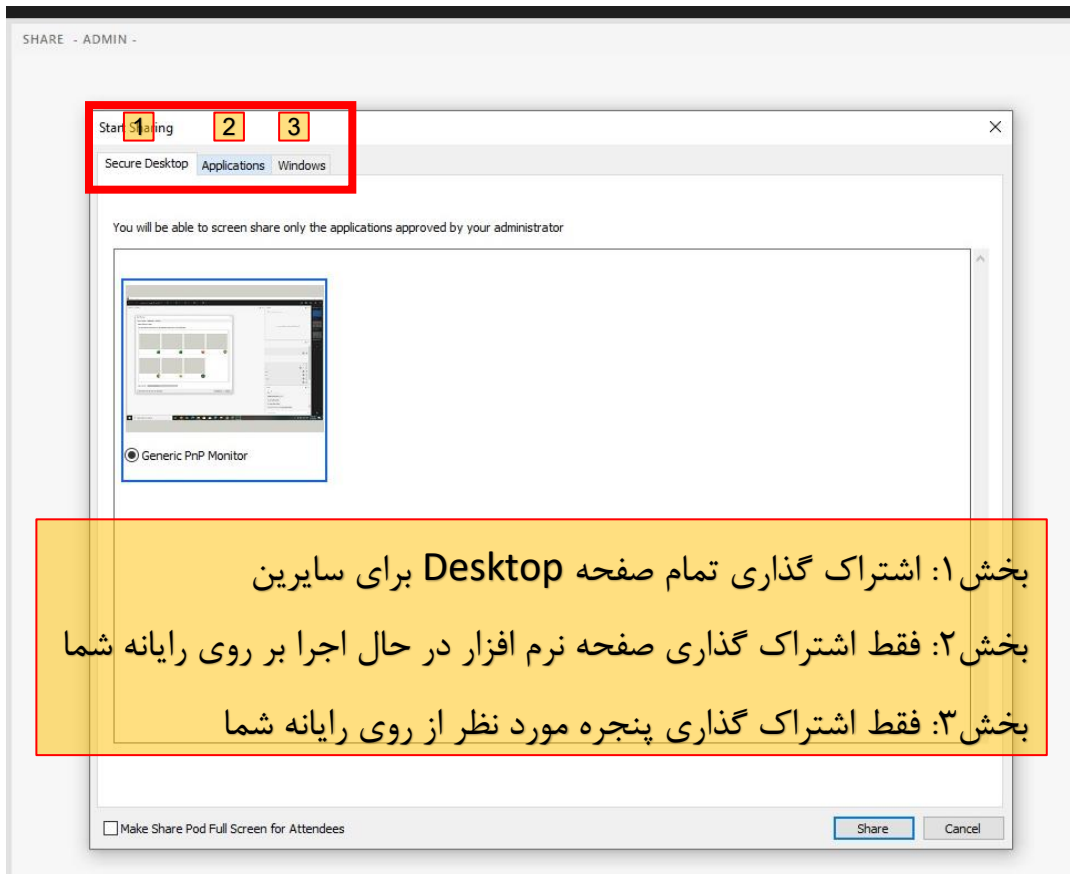 SHARE - ADMIN -
Start Sharing
1 2 3
Secure Desktop Applications Windows
You will be able to screen share only the applications approved by your administrator
Generic PnP Monitor
بخش۱: اشتراک گذاری تمام صفحه Desktop برای سایرین
بخش۲: فقط اشتراک گذاری صفحه نرم افزار در حال اجرا بر روی رایانه شما
بخش۳: فقط اشتراک گذاری پنجره مورد نظر از روی رایانه شما
Make Share Pod Full Screen for Attendees
Share Cancel